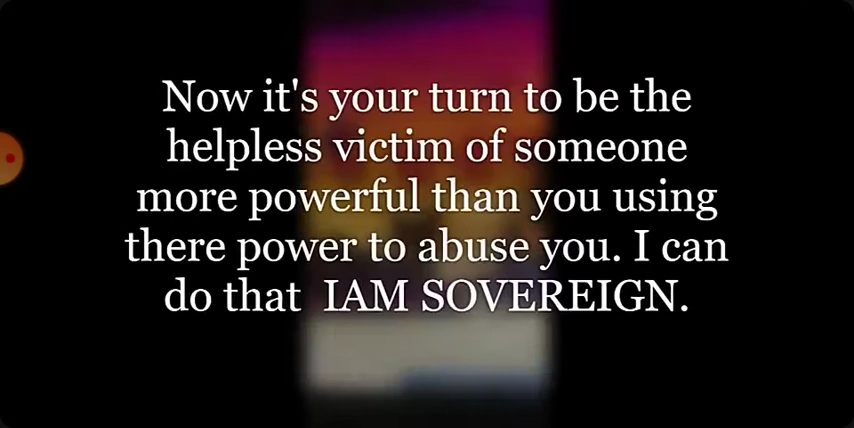 Now it's your turn to be the
helpless victim of someone
more powerful than you using
there power to abuse you. I can
do that IAM SOVEREIGN.